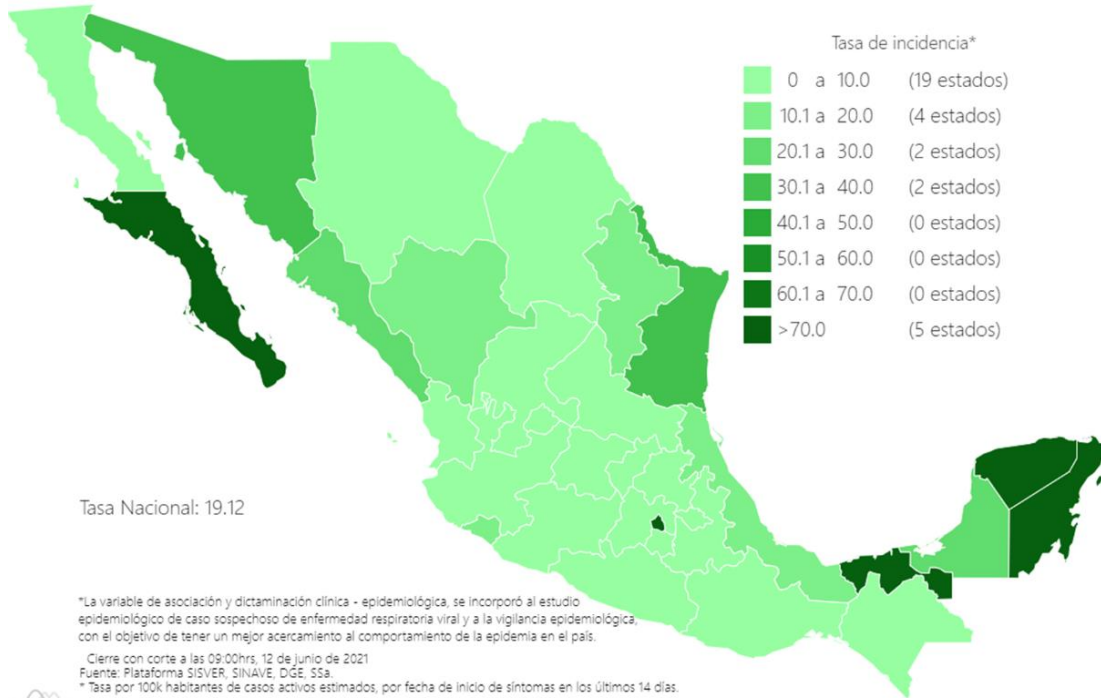 Tasa de incidencia*
0 a 10.0 (19 estados)
10.1 a 20.0 (4 estados)
20.1 a 30.0 (2 estados)
30.1 a 40.0 (2 estados)
40.1 a 50.0 (0 estados)
50.1 a 60.0 (0 estados)
60.1 a 70.0 (0 estados)
>70.0 (5 estados)
Tasa Nacional: 19.12
*La variable de asociación y dictaminación clínica - epidemiológica, se incorporó al estudio
epidemiológico de caso sospechoso de enfermedad respiratoria viral y a la vigilancia epidemiológica,
con el objetivo de tener un mejor acercamiento al comportamiento de la epidemia en el país.
Cierre con corte a las 09:00hrs, 12 de junio de 2021
Fuente: Plataforma SISVER, SINAVE, DGE, SSa.
* Tasa por 100k habitantes de casos activos estimados, por fecha de inicio de síntomas en los últimos 14 días.